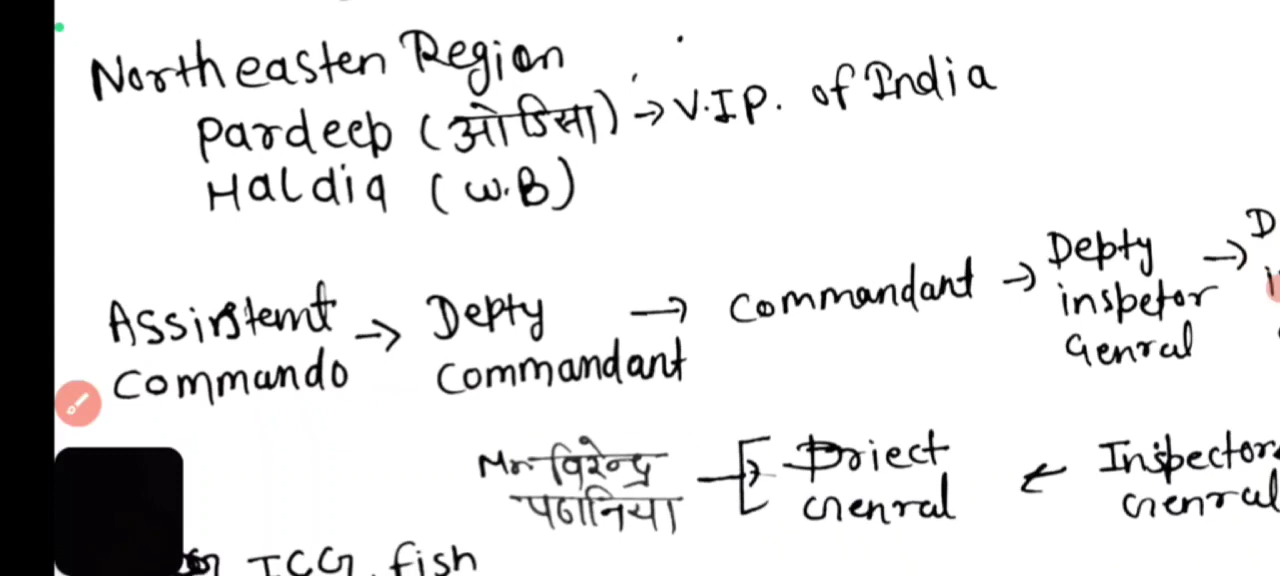 Northeasten Region
Pardeep (ओडिसा) → V.I.P. of India
Haldia (W.B)
Assistemt Commando → Depty Commandant → Commandant → Depty inspetor Genral → D
Mr. विरेन्द्र पठानिया → [ Driect Genral ← Inspector Genral
ICG fish